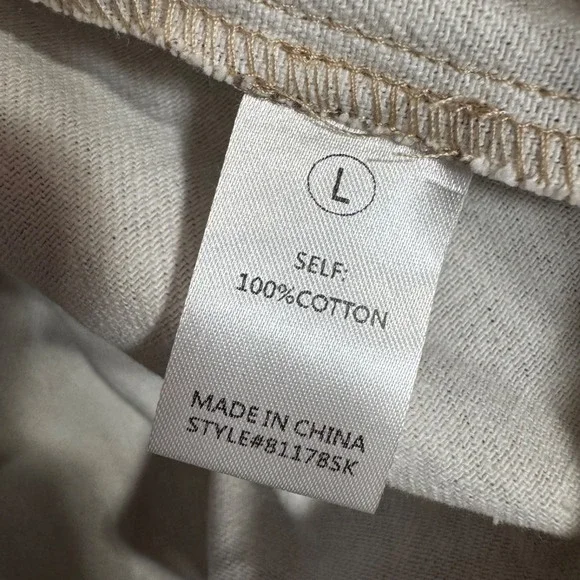 L
SELF:
100%COTTON
MADE IN CHINA
STYLE#81178SK